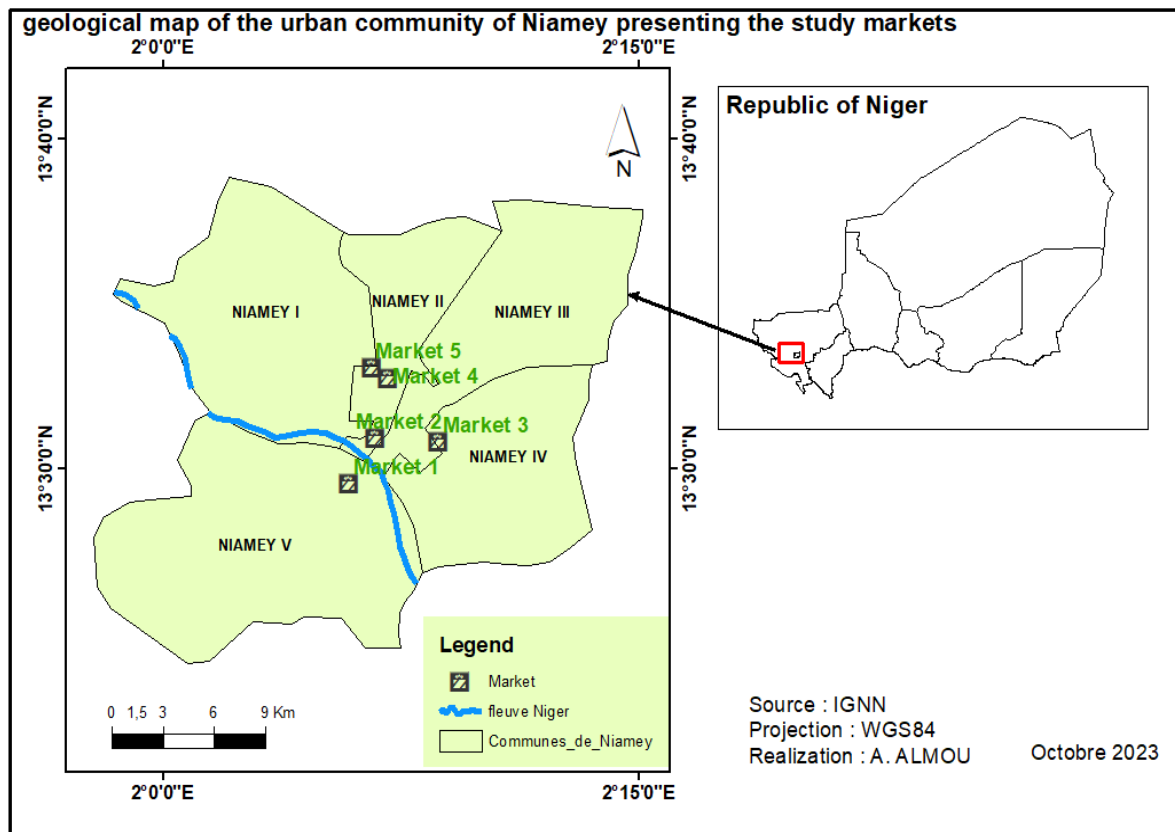 geological map of the urban community of Niamey presenting the study markets
2°0'0"E
2°15'0"E
13°40'0"N
13°40'0"N
N
Republic of Niger
NIAMEY I
NIAMEY II
NIAMEY III
Market 5
Market 4
Market 2
Market 3
NIAMEY IV
Market 1
13°30'0"N
13°30'0"N
NIAMEY V
Legend
Market
fleuve Niger
Communes_de_Niamey
0 1,5 3 6 9 Km
2°0'0"E
2°15'0"E
Source : IGNN
Projection : WGS84
Realization : A. ALMOU
Octobre 2023